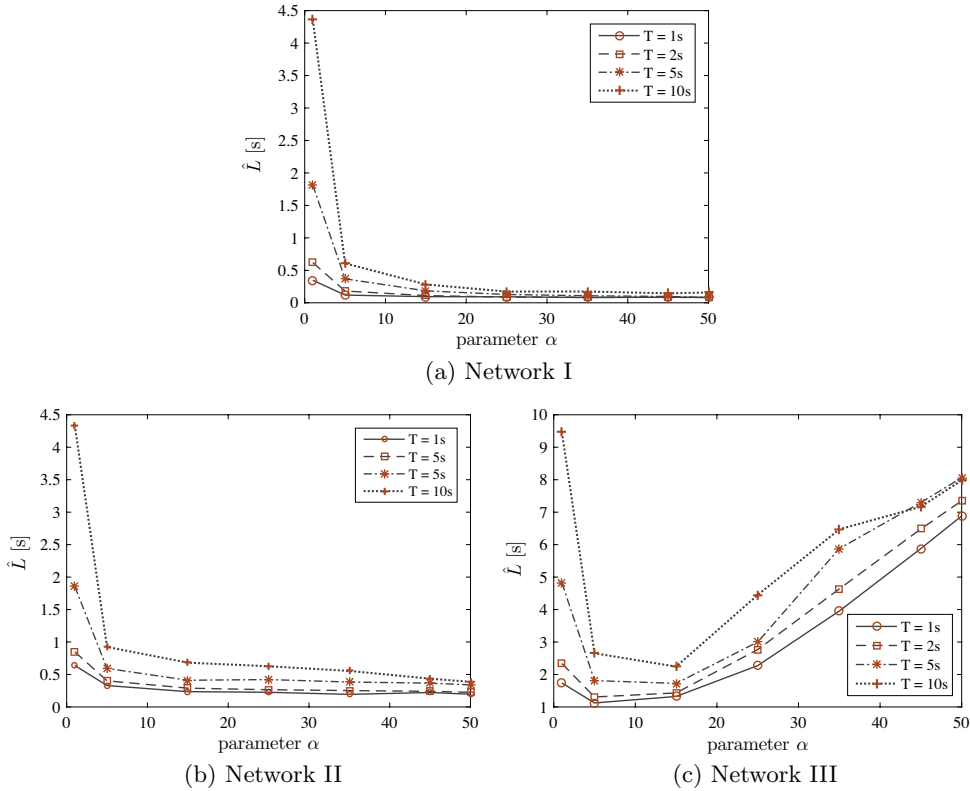 4.5
4
3.5
3
2.5
2
1.5
1
0.5
0
L̂ [s]
T = 1s
T = 2s
T = 5s
T = 10s
0 10 20 30 40 50
parameter α
(a) Network I
4.5
4
3.5
3
2.5
2
1.5
1
0.5
0
L̂ [s]
T = 1s
T = 5s
T = 5s
T = 10s
0 10 20 30 40 50
parameter α
(b) Network II
10
9
8
7
6
5
4
3
2
1
L̂ [s]
T = 1s
T = 2s
T = 5s
T = 10s
0 10 20 30 40 50
parameter α
(c) Network III